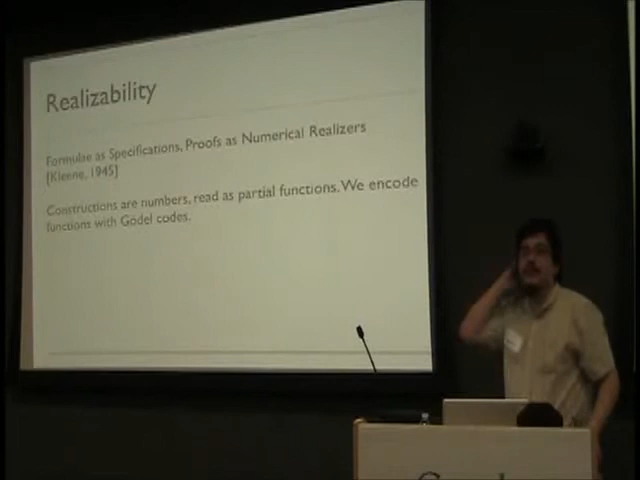 Realizability
Formulae as Specifications, Proofs as Numerical Realizers
[Kleene, 1945]
Constructions are numbers, read as partial functions. We encode
functions with Gödel codes.